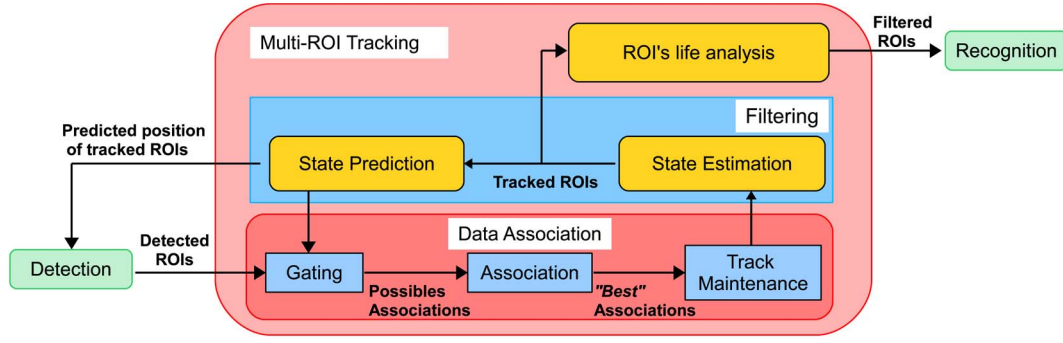 Multi-ROI Tracking
ROI's life analysis
Filtered
ROIs
Recognition
Filtering
Predicted position
of tracked ROIs
State Prediction
Tracked ROIs
State Estimation
Data Association
Detection
Detected
ROIs
Gating
Possibles
Associations
Association
"Best"
Associations
Track
Maintenance